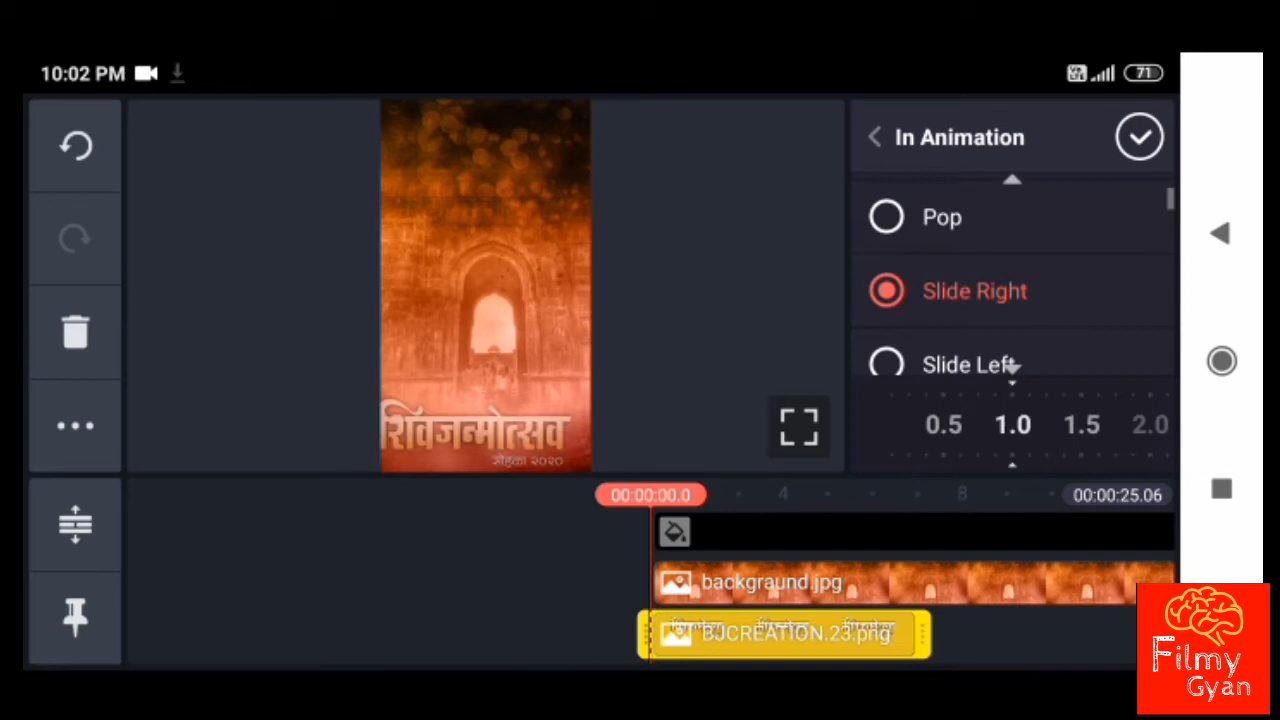 10:02 PM
71
In Animation
Pop
Slide Right
Slide Left
0.5 1.0 1.5 2.0
शिवजन्मोत्सव
सोहळा २०२०
00:00:00.0
4
8
00:00:25.06
backgraund.jpg
BJCREATION.23.png
Filmy
Gyan